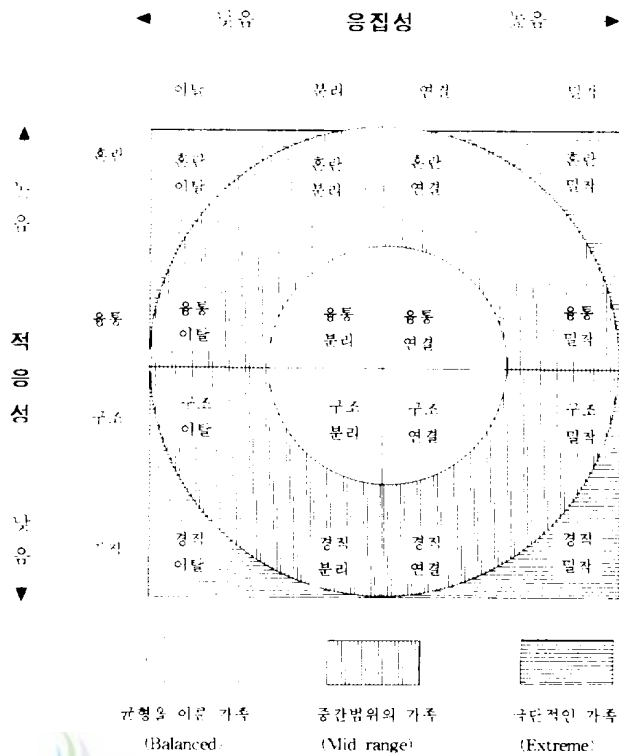 낮음 응집성 높음
이탈 분리 연결 밀착
혼란 혼란 혼란 혼란 혼란
이탈 분리 연결 밀착
높
음
융통 융통 융통 융통 융통
이탈 분리 연결 밀착
적
응
성
구조 구조 구조 구조 구조
이탈 분리 연결 밀착
낮
음
경직 경직 경직 경직 경직
이탈 분리 연결 밀착
균형을 이룬 가족 중간범위의 가족 극단적인 가족
(Balanced) (Mid range) (Extreme)